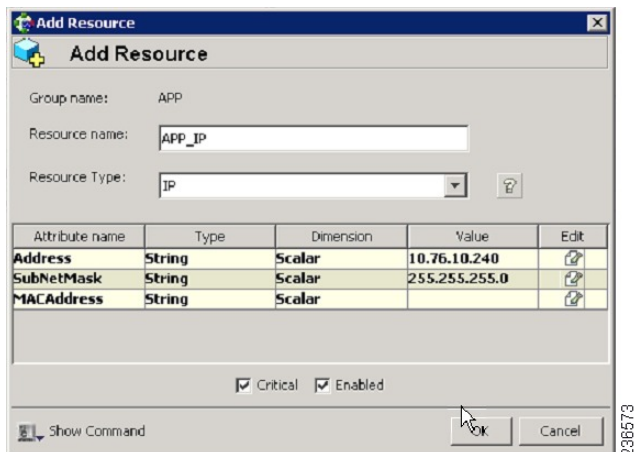 Add Resource
Add Resource
Group name: APP
Resource name: APP_IP
Resource Type: IP
Attribute name Type Dimension Value Edit
Address String Scalar 10.76.10.240
SubNetMask String Scalar 255.255.255.0
MACAddress String Scalar
Critical Enabled
Show Command OK Cancel
236573